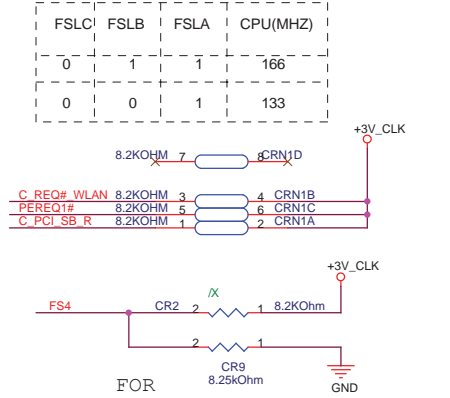 FSLC FSLB FSLA CPU(MHZ)
0 1 1 166
0 0 1 133
+3V_CLK
8.2KOHM 7 8 CRN1D
C_REQ#_WLAN 8.2KOHM 3 4 CRN1B
PEREQ1# 8.2KOHM 5 6 CRN1C
C_PCI_SB_R 8.2KOHM 1 2 CRN1A
+3V_CLK
/X
FS4 CR2 2 1 8.2KOhm
2 1
CR9
8.25kOhm
FOR
GND